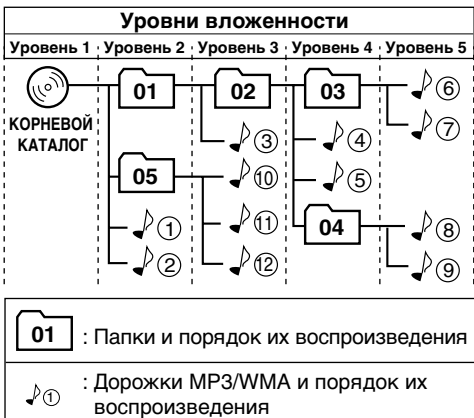 Уровни вложенности
Уровень 1 Уровень 2 Уровень 3 Уровень 4 Уровень 5
01 02 03 ⑥
КОРНЕВОЙ
КАТАЛОГ
③ ④ ⑦
05 ⑩ ⑤
① ⑪ 04 ⑧
② ⑫ ⑨
01 : Папки и порядок их воспроизведения
① : Дорожки MP3/WMA и порядок их
воспроизведения